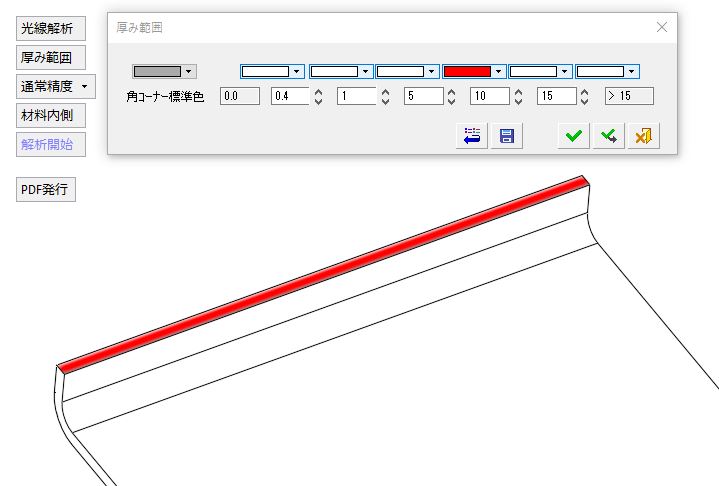 光線解析
厚み範囲
通常精度
材料内側
解析開始
PDF発行
厚み範囲
角コーナー標準色 0.0 0.4 1 5 10 15 > 15